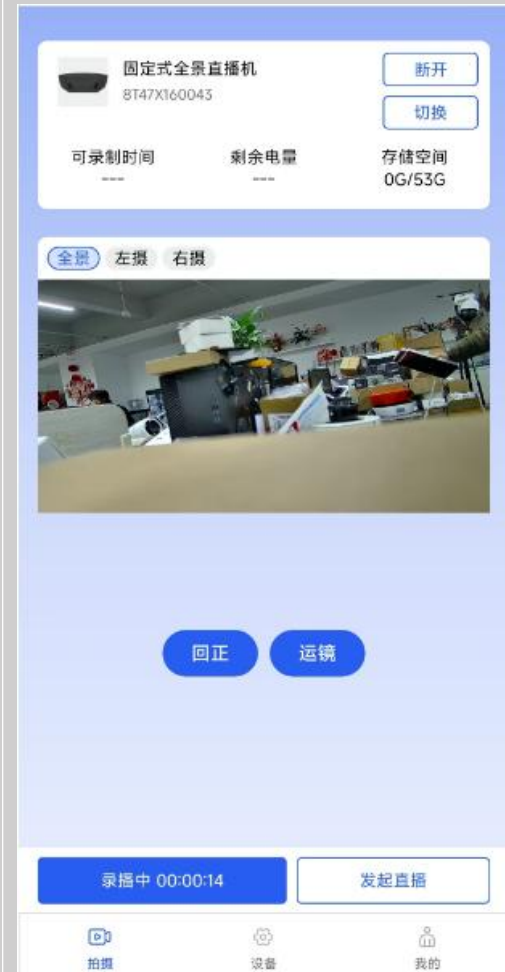 固定式全景直播机
8T47X160043
断开
切换
可录制时间 剩余电量 存储空间
--- --- 0G/53G
全景 左摄 右摄
回正 运镜
录播中 00:00:14 发起直播
拍摄 设备 我的